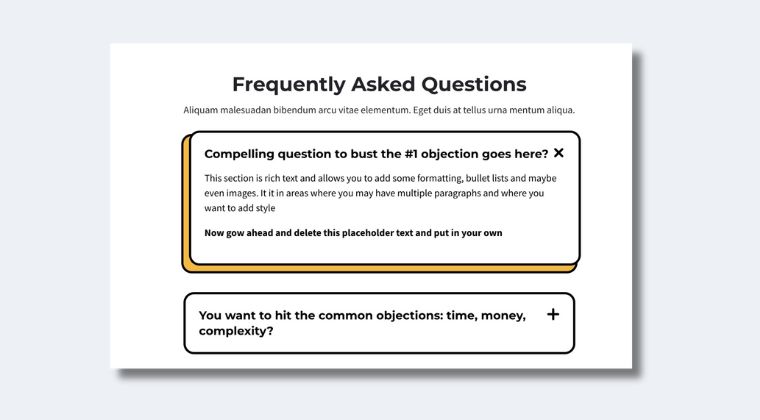 Frequently Asked Questions
Aliquam malesuadan bibendum arcu vitae elementum. Eget duis at tellus urna mentum aliqua.
Compelling question to bust the #1 objection goes here?
This section is rich text and allows you to add some formatting, bullet lists and maybe
even images. It it in areas where you may have multiple paragraphs and where you
want to add style
Now gow ahead and delete this placeholder text and put in your own
You want to hit the common objections: time, money,
complexity?